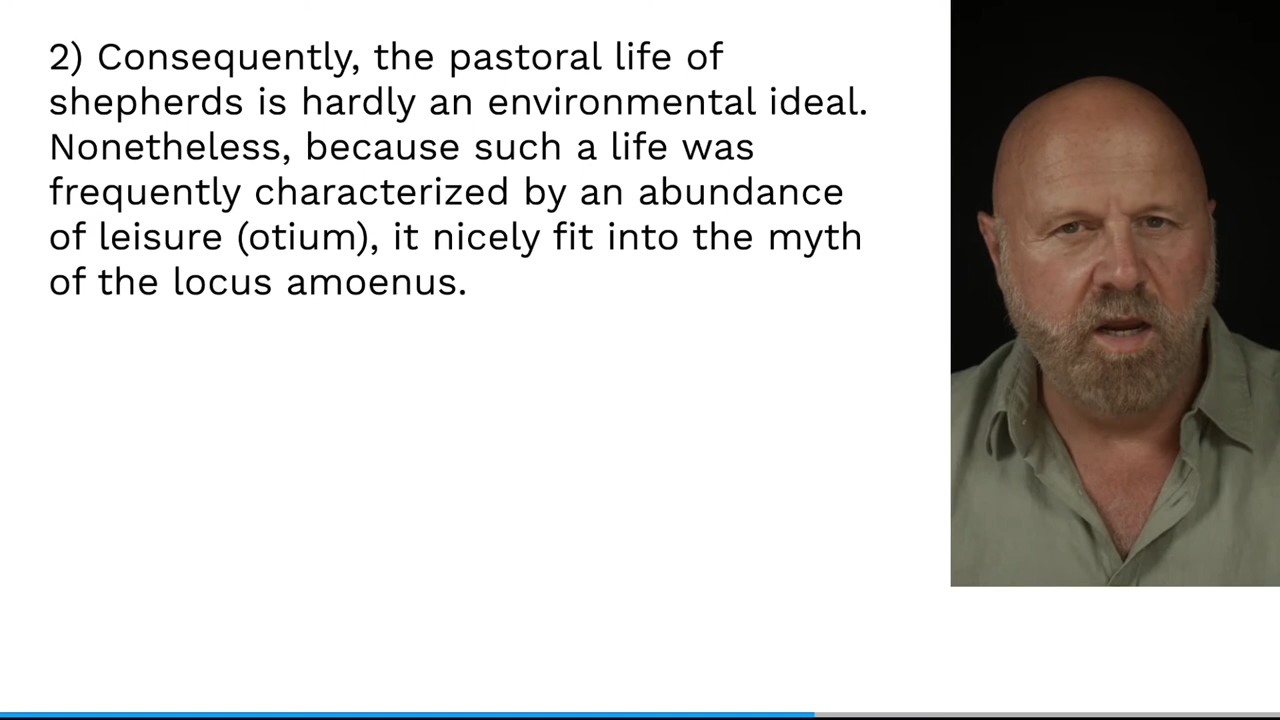 2) Consequently, the pastoral life of
shepherds is hardly an environmental ideal.
Nonetheless, because such a life was
frequently characterized by an abundance
of leisure (otium), it nicely fit into the myth
of the locus amoenus.